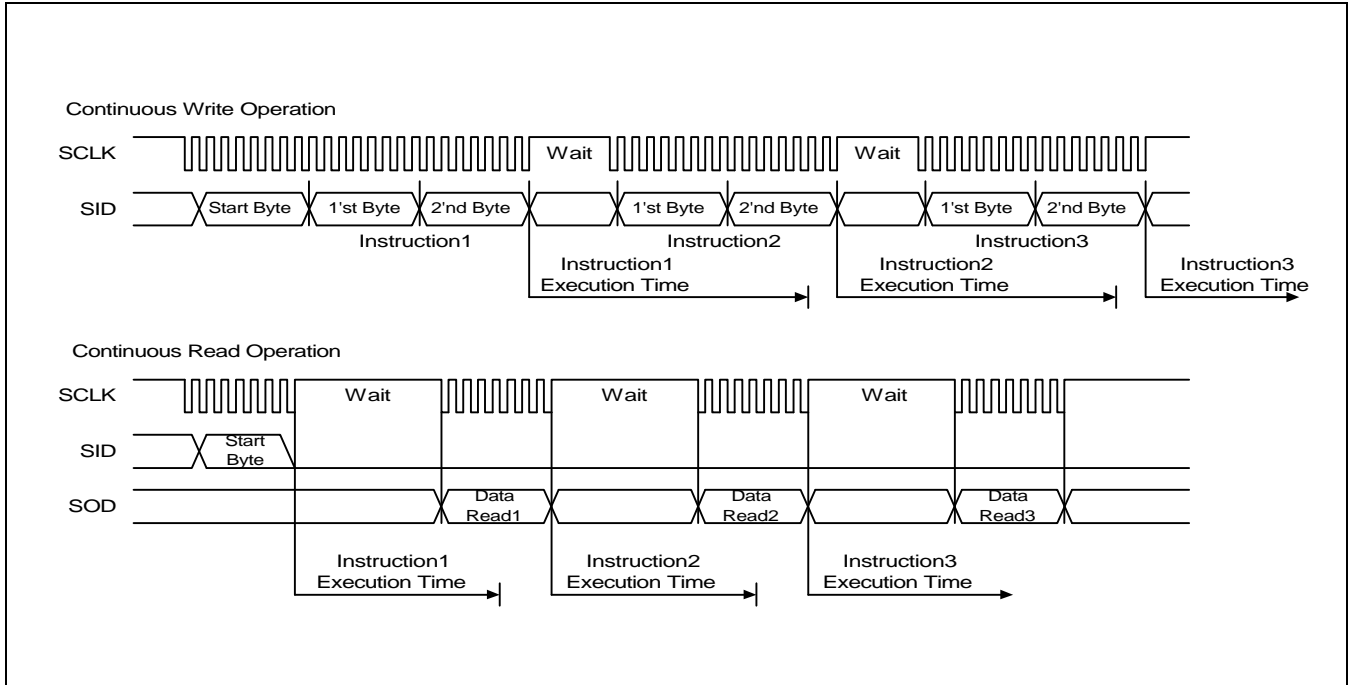 Continuous Write Operation
SCLK Wait Wait
SID Start Byte 1'st Byte 2'nd Byte 1'st Byte 2'nd Byte 1'st Byte 2'nd Byte
Instruction1 Instruction2 Instruction3
Instruction1 Instruction2 Instruction3
Execution Time Execution Time Execution Time
Continuous Read Operation
SCLK Wait Wait Wait
SID Start
Byte
SOD Data Data Data
Read1 Read2 Read3
Instruction1 Instruction2 Instruction3
Execution Time Execution Time Execution Time